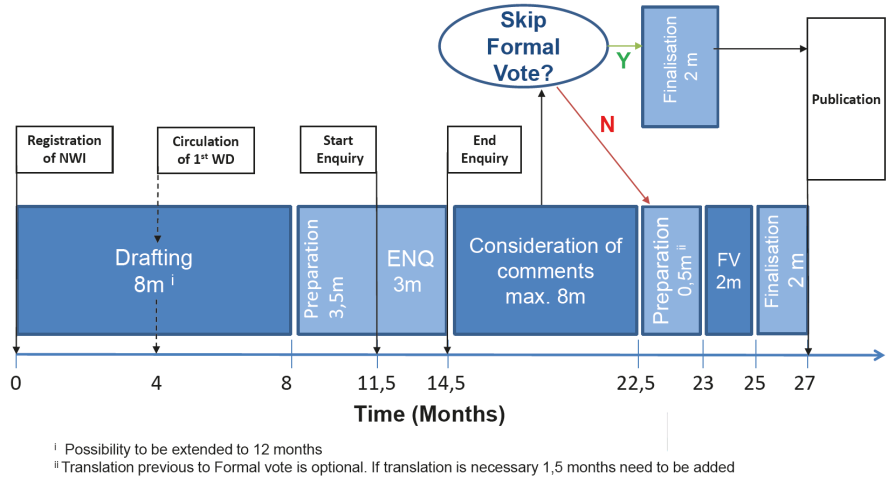 Skip
Formal
Vote?
Y
N
Finalisation
2 m
Publication
Registration
of NWI
Circulation
of 1st WD
Start
Enquiry
End
Enquiry
Drafting
8m i
Preparation
3,5m
ENQ
3m
Consideration of
comments
max. 8m
Preparation
0,5m ii
FV
2m
Finalisation
2 m
0 4 8 11,5 14,5 22,5 23 25 27
Time (Months)
i Possibility to be extended to 12 months
ii Translation previous to Formal vote is optional. If translation is necessary 1,5 months need to be added